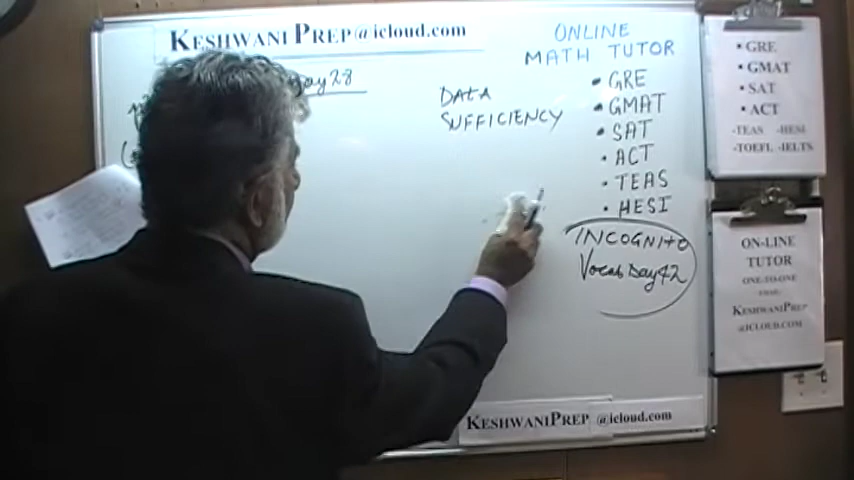 KESHWANIPREP@icloud.com
Day 28
DATA
SUFFICIENCY
ONLINE
MATH TUTOR
• GRE
• GMAT
• SAT
• ACT
• TEAS
• HESI
INCOGNITO
Vocab Day 42
KESHWANIPREP @icloud.com
• GRE
• GMAT
• SAT
• ACT
-TEAS -HESI
-TOEFL -IELTS
ON-LINE
TUTOR
ONE-TO-ONE
KESHWANIPREP
@ICLOUD.COM